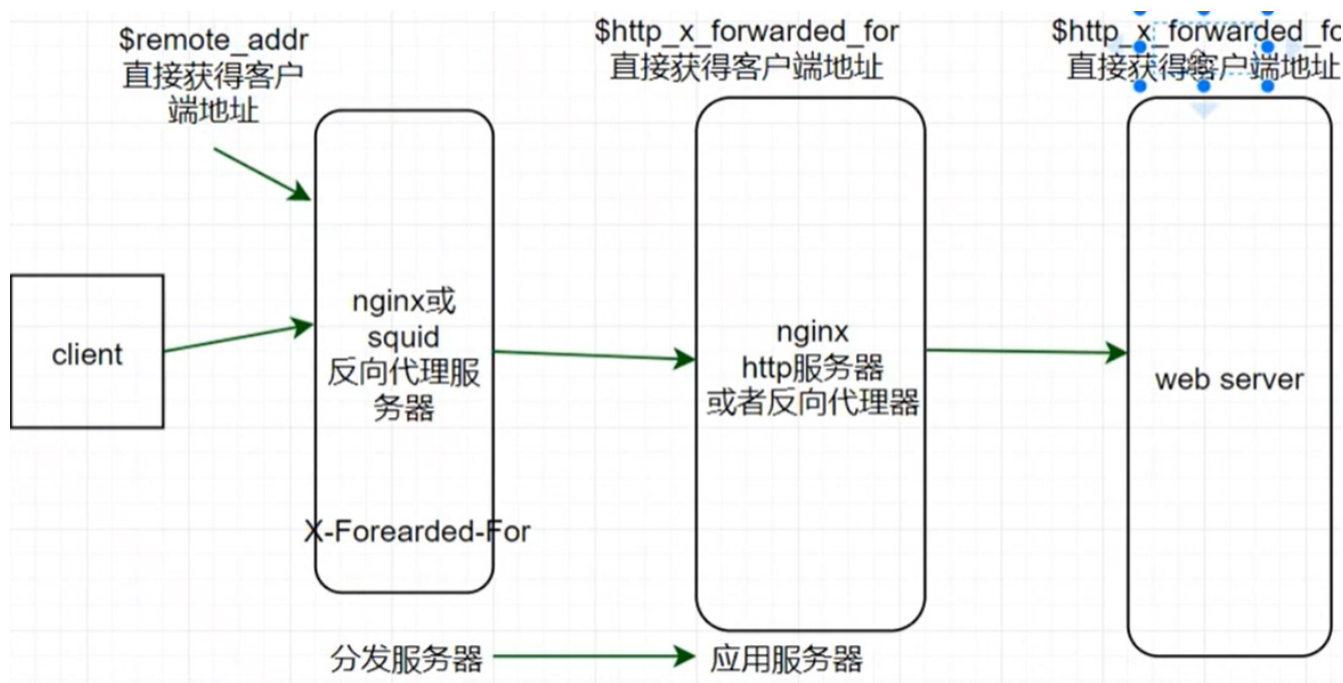 $remote_addr
直接获得客户
端地址
$http_x_forwarded_for
直接获得客户端地址
$http_x_forwarded_fo
直接获得客户端地址
client
nginx或
squid
反向代理服
务器
X-Forearded-For
nginx
http服务器
或者反向代理器
web server
分发服务器
应用服务器